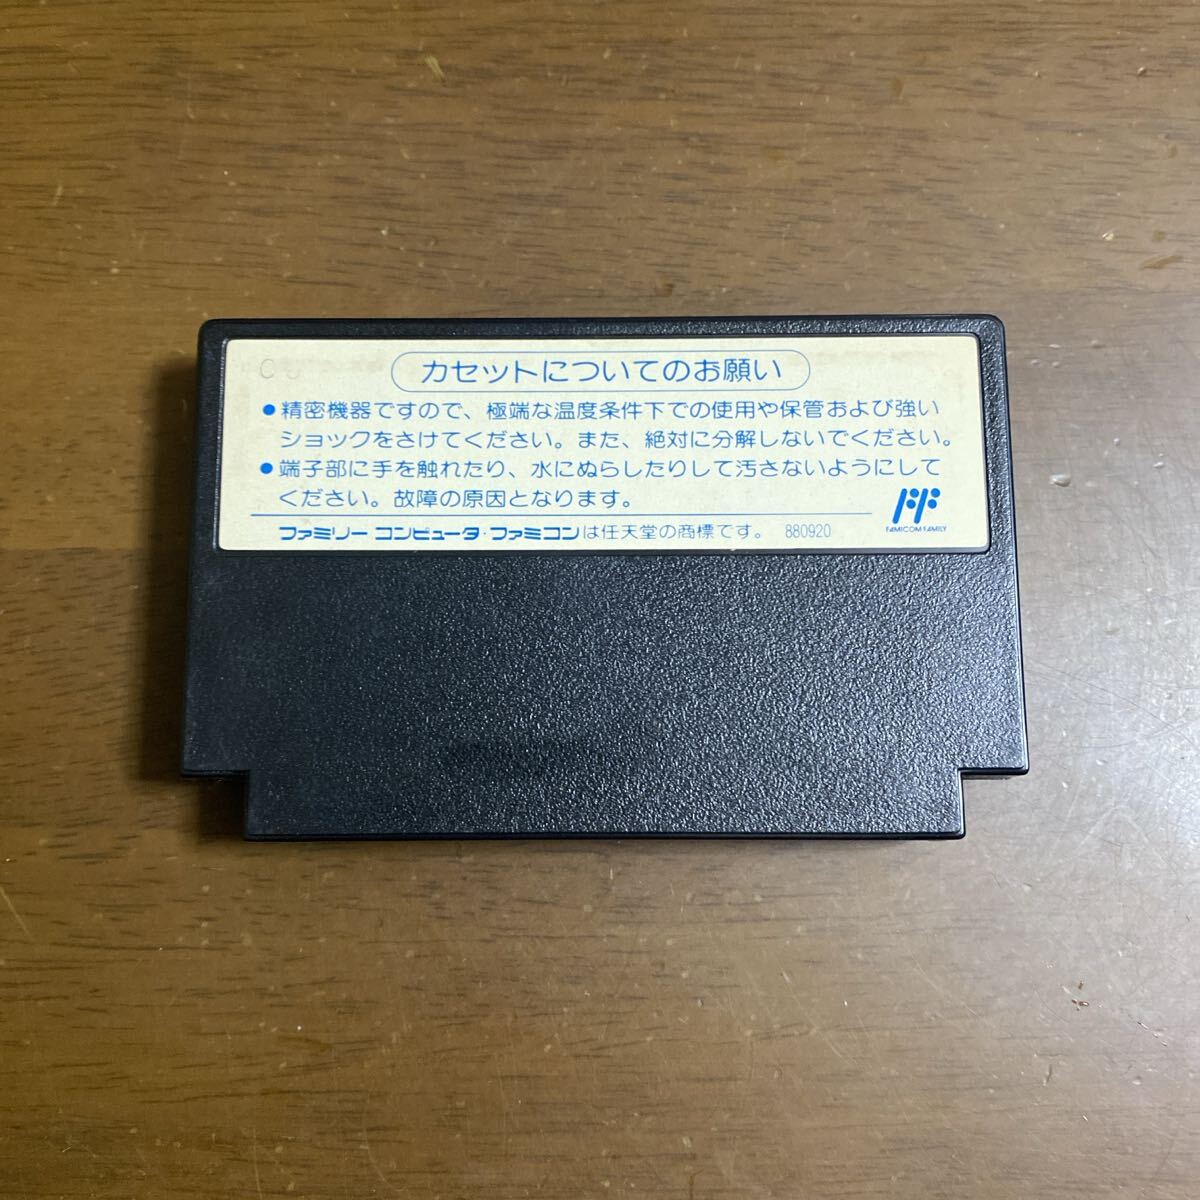 カセットについてのお願い
●精密機器ですので、極端な温度条件下での使用や保管および強い
ショックをさけてください。また、絶対に分解しないでください。
●端子部に手を触れたり、水にぬらしたりして汚さないようにして
ください。故障の原因となります。
FAMICOM FAMILY
ファミリー コンピュータ・ファミコンは任天堂の商標です。 880920